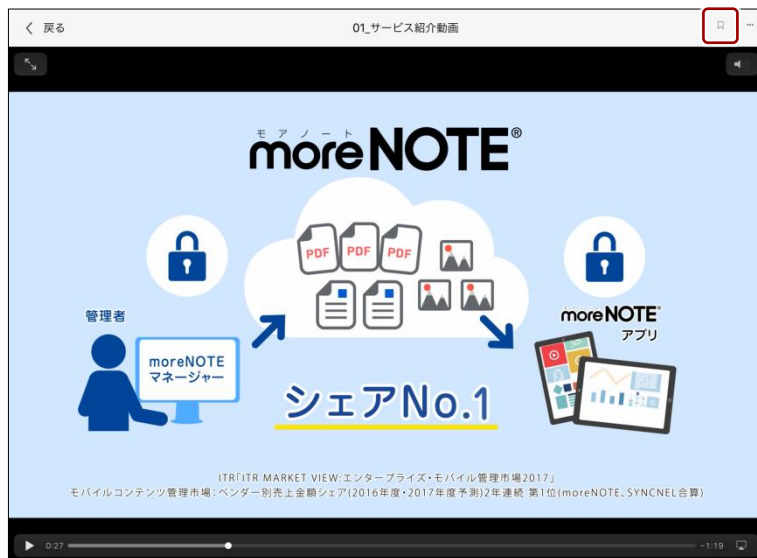 戻る
01_サービス紹介動画
モアノート
moreNOTE®
PDF PDF PDF
管理者
moreNOTE
マネージャー
moreNOTE®
アプリ
シェアNo.1
ITR「ITR MARKET VIEW:エンタープライズ・モバイル管理市場2017」
モバイルコンテンツ管理市場:ベンダー別売上金額シェア(2016年度・2017年度予測)2年連続 第1位(moreNOTE、SYNCNEL合算)
0:27
-1:19